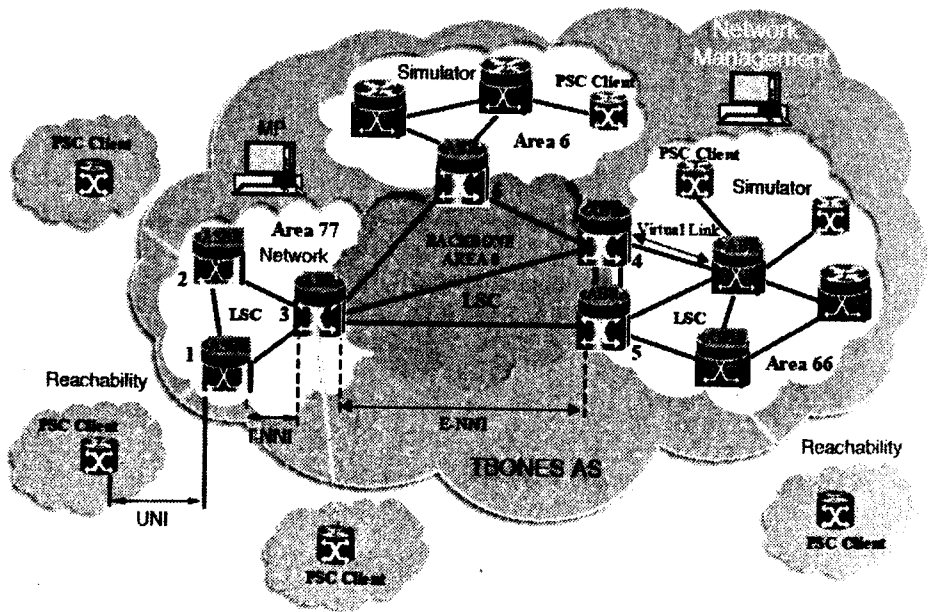 Network
Management
Simulator
PSC Client
Area 6
MP
PSC Client
PSC Client
Simulator
Area 77
Network
BACKBONE
AREA 0
Virtual Link
2
4
LSC
3
LSC
LSC
1
5
Area 66
Reachability
PSC Client
I-NNI
E-NNI
TBONES AS
Reachability
UNI
PSC Client
PSC Client